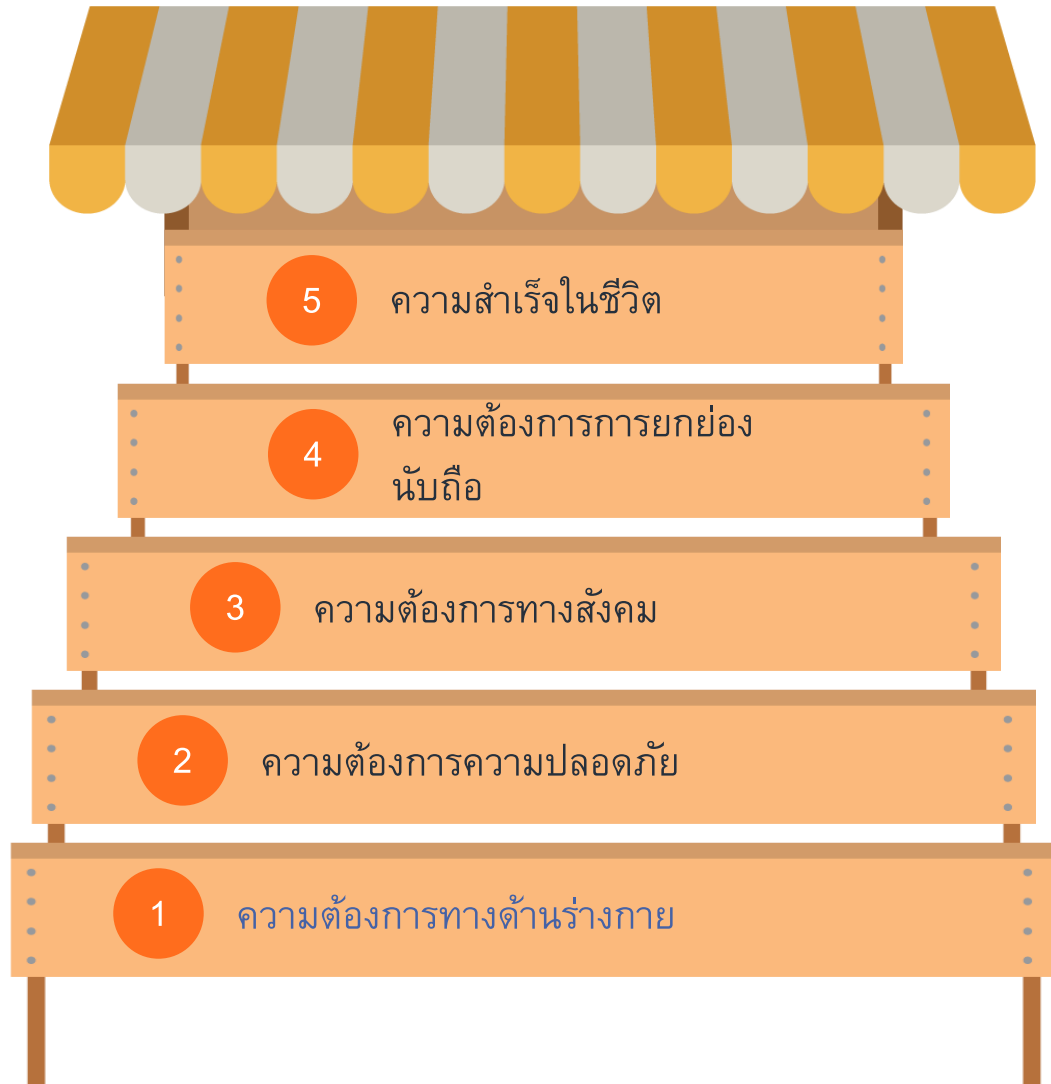 5 ความสำเร็จในชีวิต
4 ความต้องการการยกย่อง
นับถือ
3 ความต้องการทางสังคม
2 ความต้องการความปลอดภัย
1 ความต้องการทางด้านร่างกาย